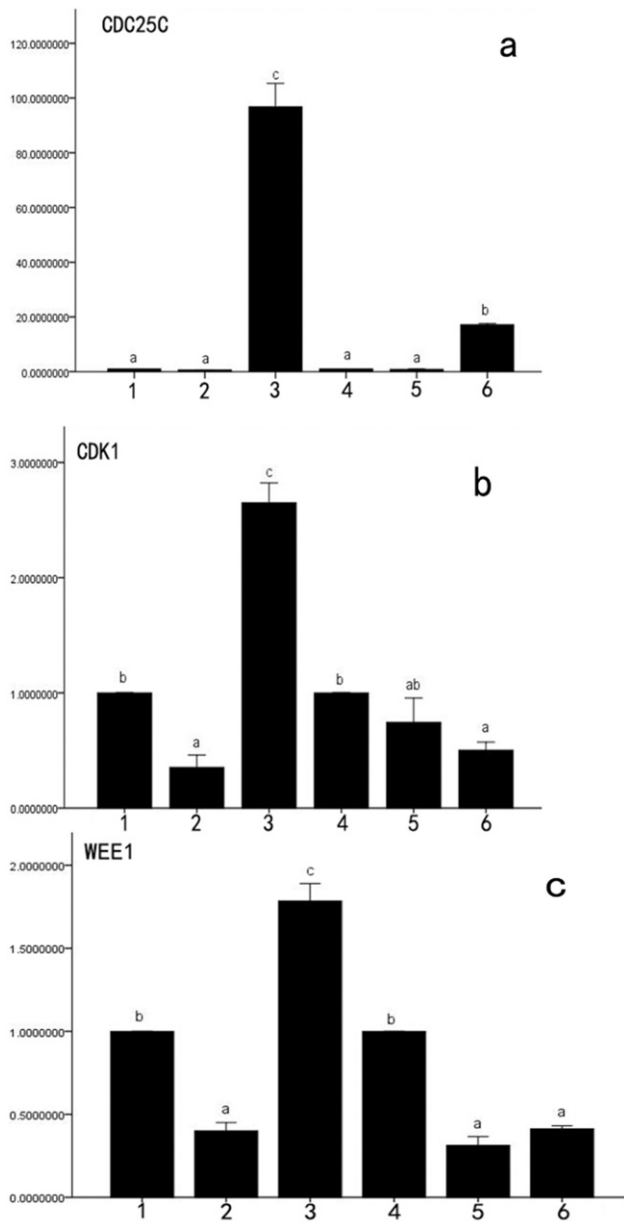 CDC25C
a
120.0000000
100.0000000
80.0000000
60.0000000
40.0000000
20.0000000
0.0000000
a
a
c
a
a
b
1 2 3 4 5 6
CDK1
b
3.0000000
2.0000000
1.0000000
0.0000000
b
a
c
b
ab
a
1 2 3 4 5 6
WEE1
c
2.0000000
1.5000000
1.0000000
0.5000000
0.0000000
b
a
c
b
a
a
1 2 3 4 5 6